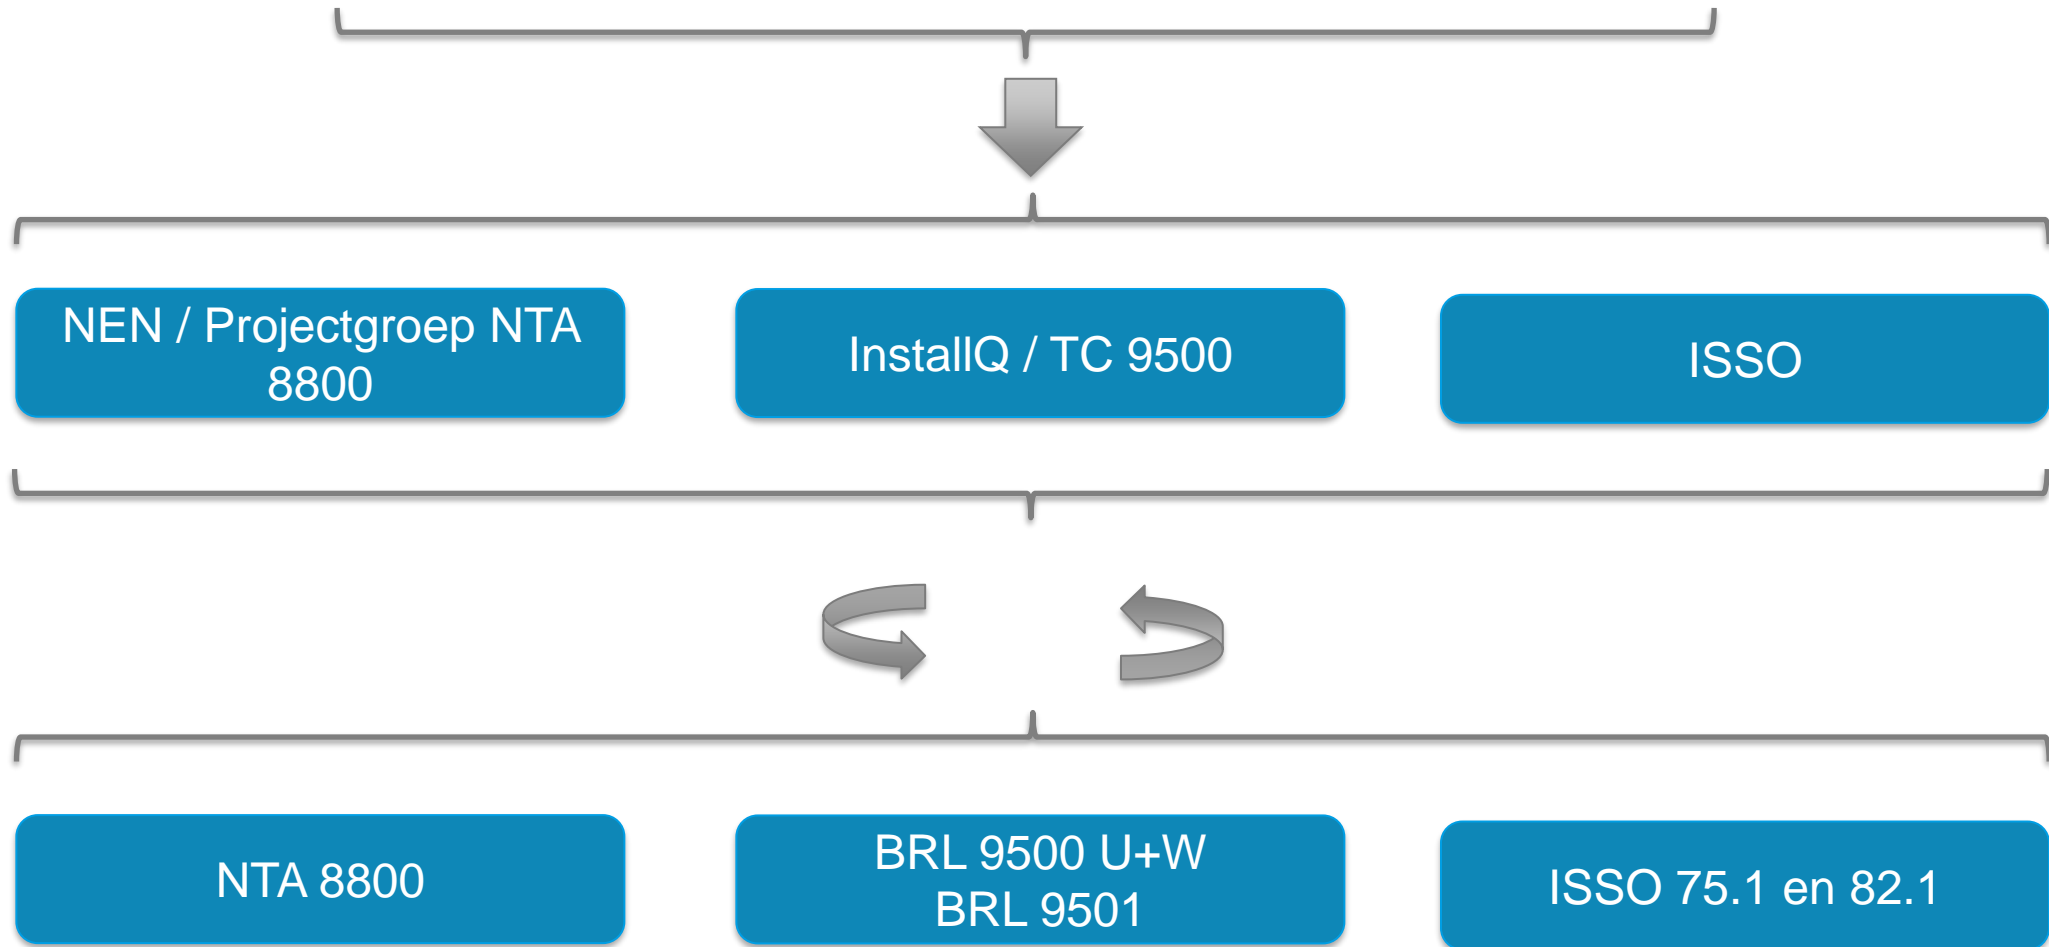 NEN / Projectgroep NTA
8800
InstallQ / TC 9500
ISSO
NTA 8800
BRL 9500 U+W
BRL 9501
ISSO 75.1 en 82.1